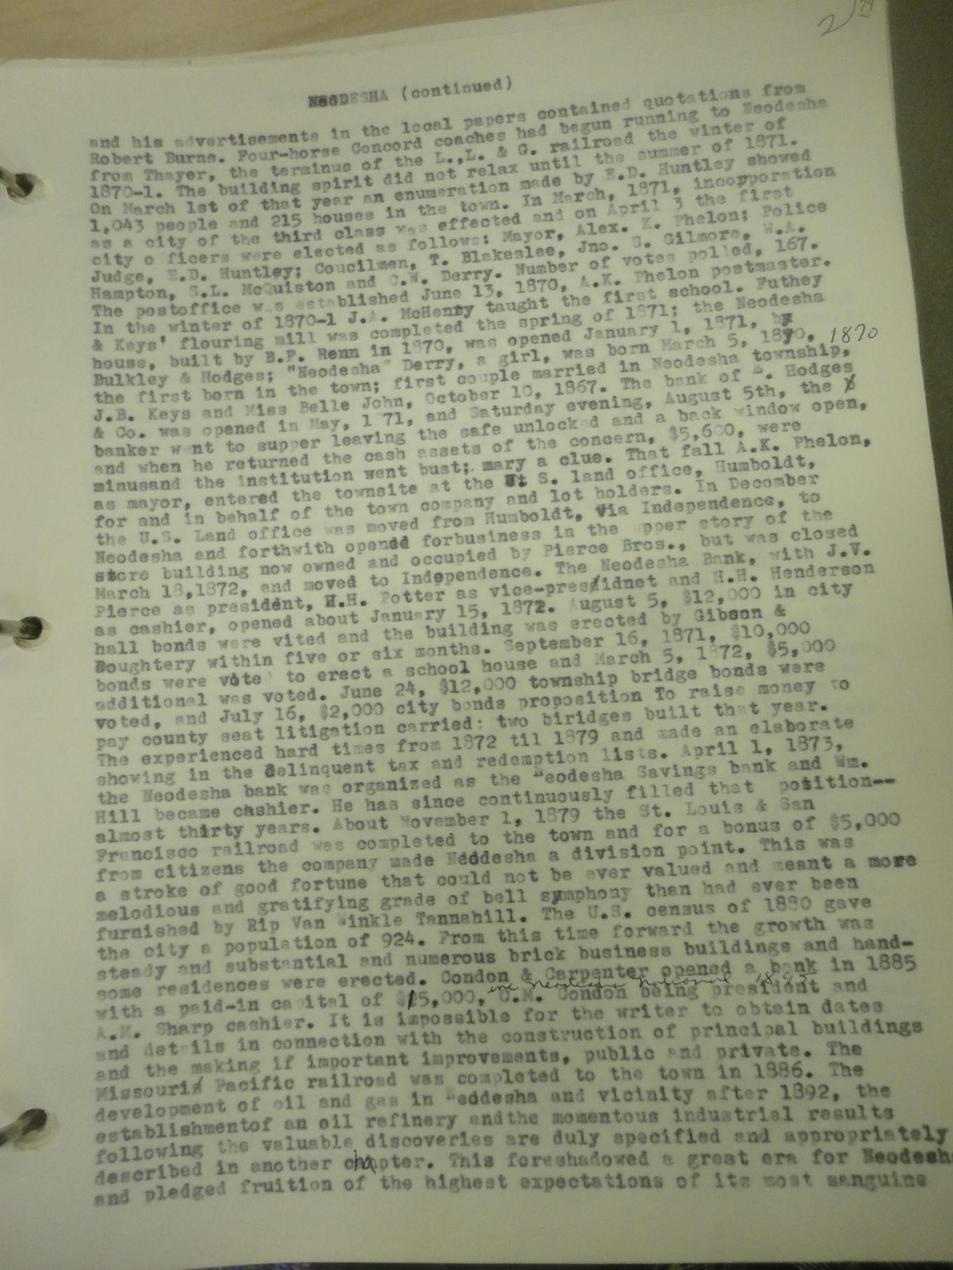 2 24
NEODESHA (continued)
and his advertisements in the local papers contained quotations from
Robert Burns. Four-horse Concord coaches had begun running to Neodesha
from Thayer, the terminus of the L.,L. & G. railroad the winter of
1870-1. The building spirit did not relax until the summer of 1871.
On March 1st of that year an enumeration made by E.D. Huntley showed
1,043 people and 215 houses in the town. In March, 1871, incorporation
as a city of the third class was effected and on April 3 the first
city officers were elected as follows: Mayor, Alex. K. Phelon; Police
Judge, E.D. Huntley; Coucilmen, T. Blakeslee, Jno. S. Gilmore, W.A.
Hampton, S.L. McQuiston and C.W. Derry. Number of votes polled, 167.
The postoffice was established June 13, 1870, A.K. Phelon postmaster.
In the winter of 1870-1 J.A. McHenry taught the first school. Futhey
& Keys' flouring mill was completed the spring of 1871; the Neodesha
house, built by B.F. Renn in 1870, was opened January 1, 1871, by
Bulkley & Hodges; "Neodesha" Derry, a girl, was born March 5, 1870, 1870
the first born in the town; first couple married in Neodesha township,
J.B. Keys and Miss Belle John, October 10, 1867. The bank of Hodges
& Co. was opened in May, 1 71, and Saturday evening, August 5th, the
banker went to supper leaving the safe unlocked and a back window open,
and when he returned the cash assets of the concern, $5,600, were
minusand the institution went bust; mary a clue. That fall A.K. Phelon,
as mayor, entered the townsite at the U. S. land office, Humboldt,
for and in behalf of the town company and lot holders. In December
the U.S. Land office was moved from Humboldt, via Independence, to
Neodesha and forthwith opened forbusiness in the upper story of the
store building now owned and occupied by Pierce Bros., but was closed
March 18,1872, and moved to Independence. The Neodesha Bank, with J.V.
Pierce as president, H.H. Potter as vice-presidnet and H.H. Henderson
as cashier, opened about January 15, 1872. August 5, $12,000 in city
hall bonds were vited and the building was erected by Gibson &
Doughtery within five or six months. September 16, 1871, $10,000
bonds were vote to erect a school house and March 5, 1872, $5,000
additional was voted. June 24, $12,000 township bridge bonds were
voted, and July 16, $2,000 city bonds proposition To raise money to
pay county seat litigation carried: two biridges built that year.
The experienced hard times from 1872 til 1879 and made an elaborate
showing in the delinquent tax and redemption lists. April 1, 1873,
the Neodesha bank was organized as the Neodesha Savings bank and Wm.
Hill became cashier. He has since continuously filled that position--
almost thirty years. About November 1, 1879 the St. Louis & San
Francisco railroad was completed to the town and for a bonus of $5,000
from citizens the company made Neodesha a division point. This was
a stroke of good fortune that could not be ever valued and meant a more
melodious and gratifying grade of bell symphony than had ever been
furnished by Rip Van Winkle Tannahill. The U.S. census of 1880 gave
the city a population of 924. From this time forward the growth was
steady and substantial and numerous brick business buildings and hand-
some residences were erected. Condon & Carpenter opened a bank in 1885
with a paid-in capital of $15,000, C.M. Condon being president and
A.M. Sharp cashier. It is impossible for the writer to obtain dates
and details in connection with the construction of principal buildings
and the making if important improvements, public and private. The
Missouri Pacific railroad was completed to the town in 1886. The
development of oil and gas in Neodesha and vicinity after 1892, the
establishmentof an oil refinery andthe momentous industrial results
following the valuable discoveries are duly specified and appropriately
described in another chapter. This foreshadowed a great era for Neodesh
and pledged fruition of the highest expectations of its most sanguine